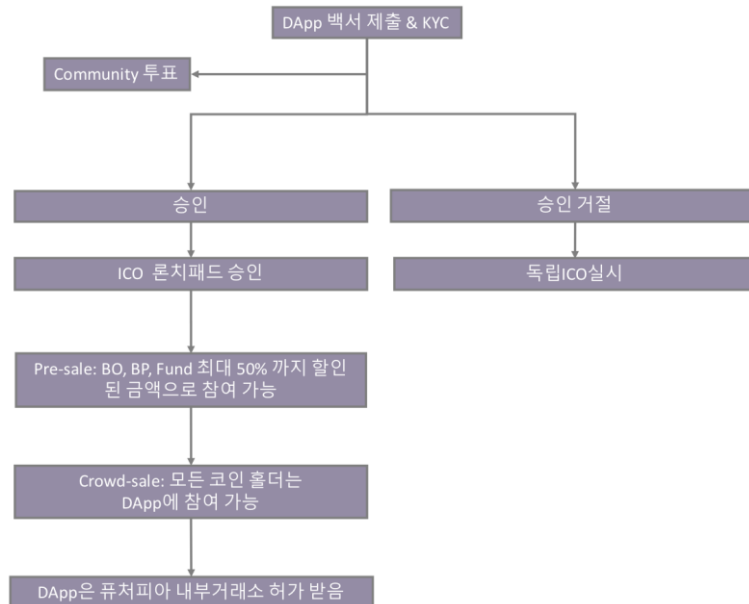 DApp 백서 제출 & KYC
Community 투표
승인
승인 거절
ICO 론치패드 승인
독립ICO실시
Pre-sale: BO, BP, Fund 최대 50% 까지 할인
된 금액으로 참여 가능
Crowd-sale: 모든 코인 홀더는
DApp에 참여 가능
DApp은 퓨처피아 내부거래소 허가 받음